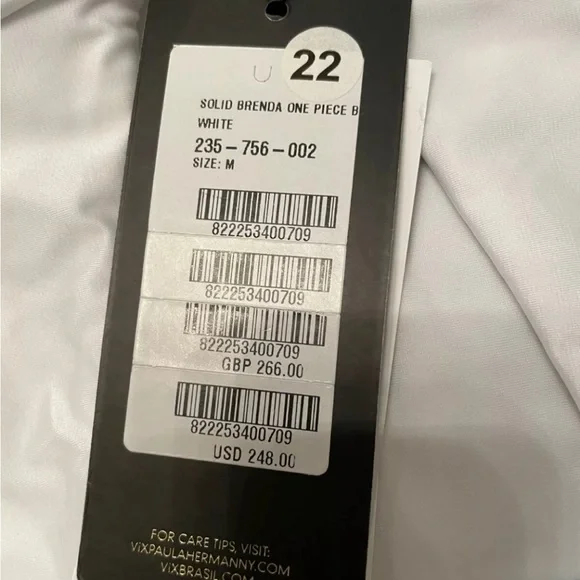 22
SOLID BRENDA ONE PIECE B
WHITE
235-756-002
SIZE: M
822253400709
822253400709
822253400709
GBP 266.00
822253400709
USD 248.00
FOR CARE TIPS, VISIT:
ViXPAULAHERMANNY.COM
ViXBRASIL.COM